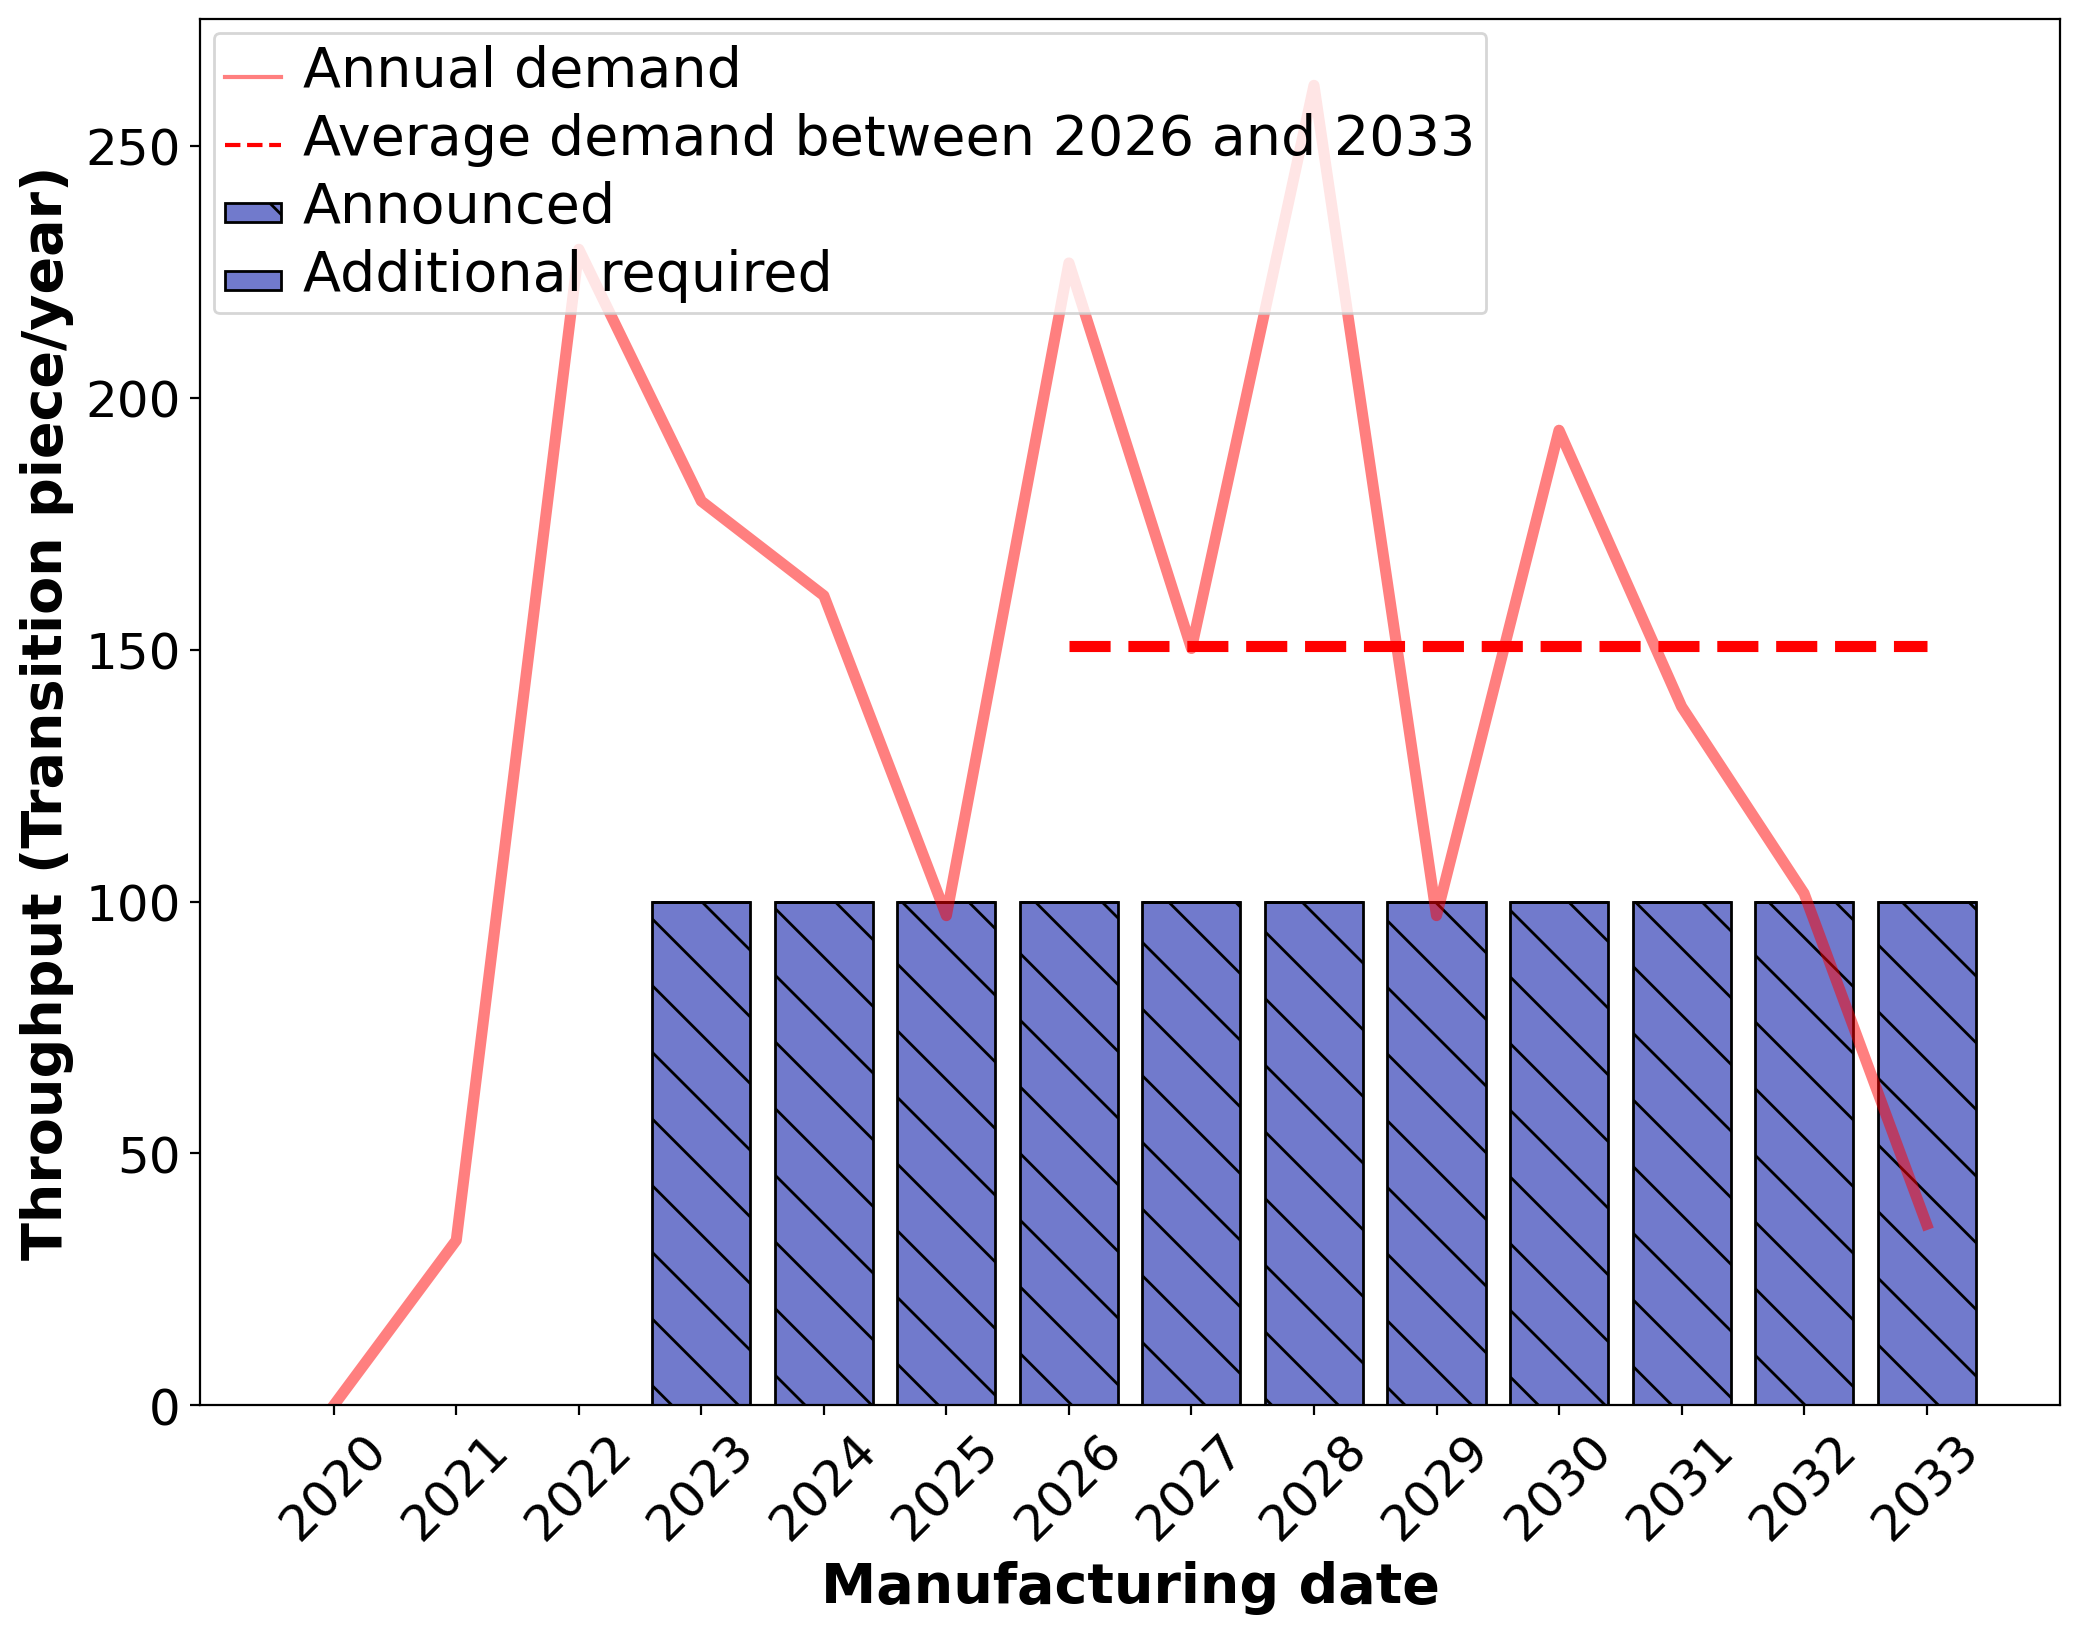 Annual demand
Average demand between 2026 and 2033
Announced
Additional required
Throughput (Transition piece/year)
250
200
150
100
50
0
2020 2021 2022 2023 2024 2025 2026 2027 2028 2029 2030 2031 2032 2033
Manufacturing date